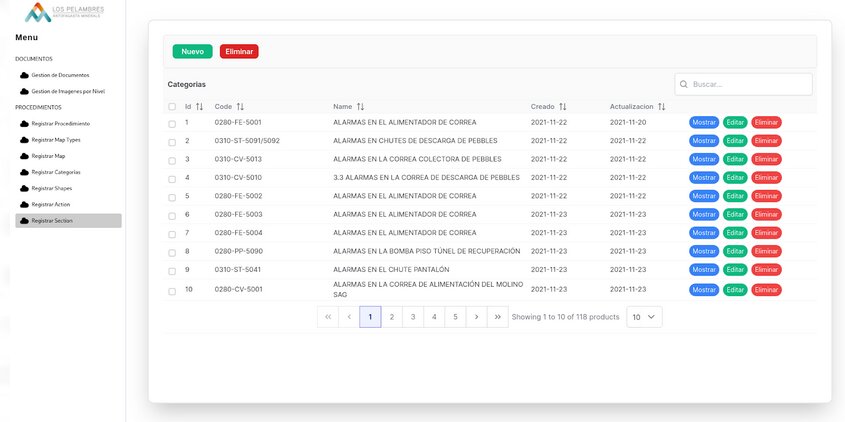 LOS PELAMBRES
ANTOFAGASTA MINERALS
Menu
DOCUMENTOS
Gestion de Documentos
Gestion de Imagenes por Nivel
PROCEDIMIENTOS
Registrar Procedimiento
Registrar Map Types
Registrar Map
Registrar Categorias
Registrar Shapes
Registrar Action
Registrar Section
Nuevo Eliminar
Categorias Buscar...
Id Code Name Creado Actualizacion
1 0280-FE-5001 ALARMAS EN EL ALIMENTADOR DE CORREA 2021-11-22 2021-11-20 Mostrar Editar Eliminar
2 0310-ST-5091/5092 ALARMAS EN CHUTES DE DESCARGA DE PEBBLES 2021-11-22 2021-11-22 Mostrar Editar Eliminar
3 0310-CV-5013 ALARMAS EN LA CORREA COLECTORA DE PEBBLES 2021-11-22 2021-11-22 Mostrar Editar Eliminar
4 0310-CV-5010 3.3 ALARMAS EN LA CORREA DE DESCARGA DE PEBBLES 2021-11-22 2021-11-22 Mostrar Editar Eliminar
5 0280-FE-5002 ALARMAS EN EL ALIMENTADOR DE CORREA 2021-11-22 2021-11-22 Mostrar Editar Eliminar
6 0280-FE-5003 ALARMAS EN EL ALIMENTADOR DE CORREA 2021-11-23 2021-11-23 Mostrar Editar Eliminar
7 0280-FE-5004 ALARMAS EN EL ALIMENTADOR DE CORREA 2021-11-23 2021-11-23 Mostrar Editar Eliminar
8 0280-PP-5090 ALARMAS EN LA BOMBA PISO TÚNEL DE RECUPERACIÓN 2021-11-23 2021-11-23 Mostrar Editar Eliminar
9 0310-ST-5041 ALARMAS EN EL CHUTE PANTALÓN 2021-11-23 2021-11-23 Mostrar Editar Eliminar
10 0280-CV-5001 ALARMAS EN LA CORREA DE ALIMENTACIÓN DEL MOLINO SAG 2021-11-23 2021-11-23 Mostrar Editar Eliminar
1 2 3 4 5 Showing 1 to 10 of 118 products 10